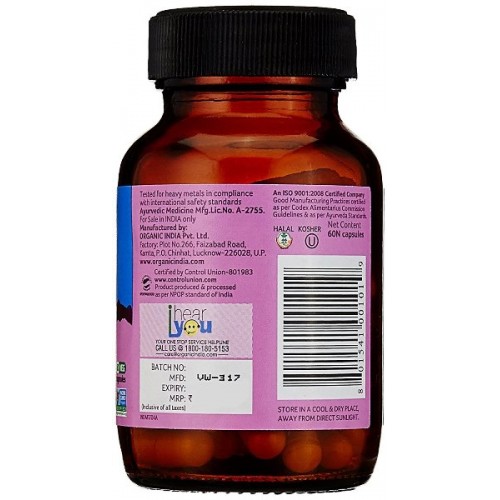 Tested for heavy metals in compliance
with international safety standards
Ayurvedic Medicine Mfg.Lic.No. A-2755.
For Sale in INDIA only
Manufactured by:
ORGANIC INDIA Pvt. Ltd.
Factory: Plot No.266, Faizabad Road,
Kamta, P.O. Chinhat, Lucknow-226028, U.P.
www.organicindia.com
Certified by Control Union-801983
www.controlunion.com
Product produced & processed
as per NPOP standard of India
i hear
you
YOUR ONE STOP SERVICE HELPLINE
CALL US @ 1800-180-5153
care@organicindia.com
BATCH NO:
MFD: VW-317
EXPIRY:
MRP: ₹
(Inclusive of all taxes)
An ISO 9001:2008 Certified Company
Good Manufacturing Practices certified
as per Codex Alimentarius Commission
Guidelines & as per Ayurveda Standards.
HALAL KOSHER
U
Net Content
60N capsules
STORE IN A COOL & DRY PLACE,
AWAY FROM DIRECT SUNLIGHT.